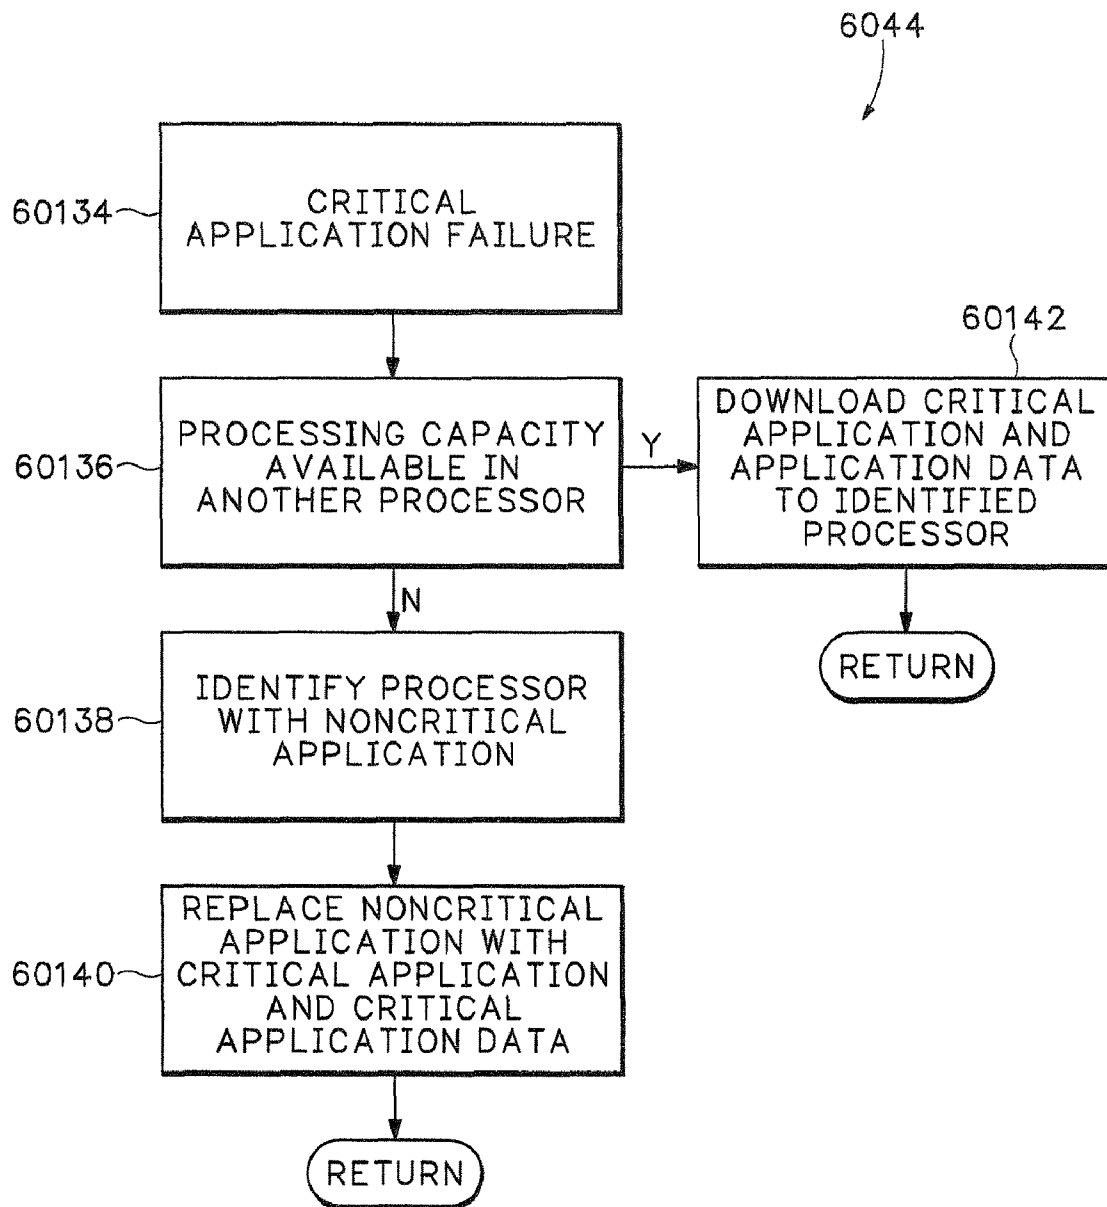 6044
60134
CRITICAL
APPLICATION FAILURE
60136
PROCESSING CAPACITY
AVAILABLE IN
ANOTHER PROCESSOR
Y
60142
DOWNLOAD CRITICAL
APPLICATION AND
APPLICATION DATA
TO IDENTIFIED
PROCESSOR
RETURN
N
60138
IDENTIFY PROCESSOR
WITH NONCRITICAL
APPLICATION
60140
REPLACE NONCRITICAL
APPLICATION WITH
CRITICAL APPLICATION
AND CRITICAL
APPLICATION DATA
RETURN